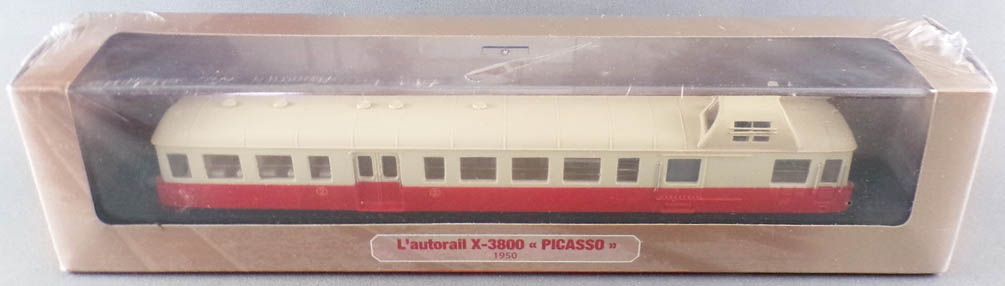 L'autorail X-3800 « PICASSO »
1950